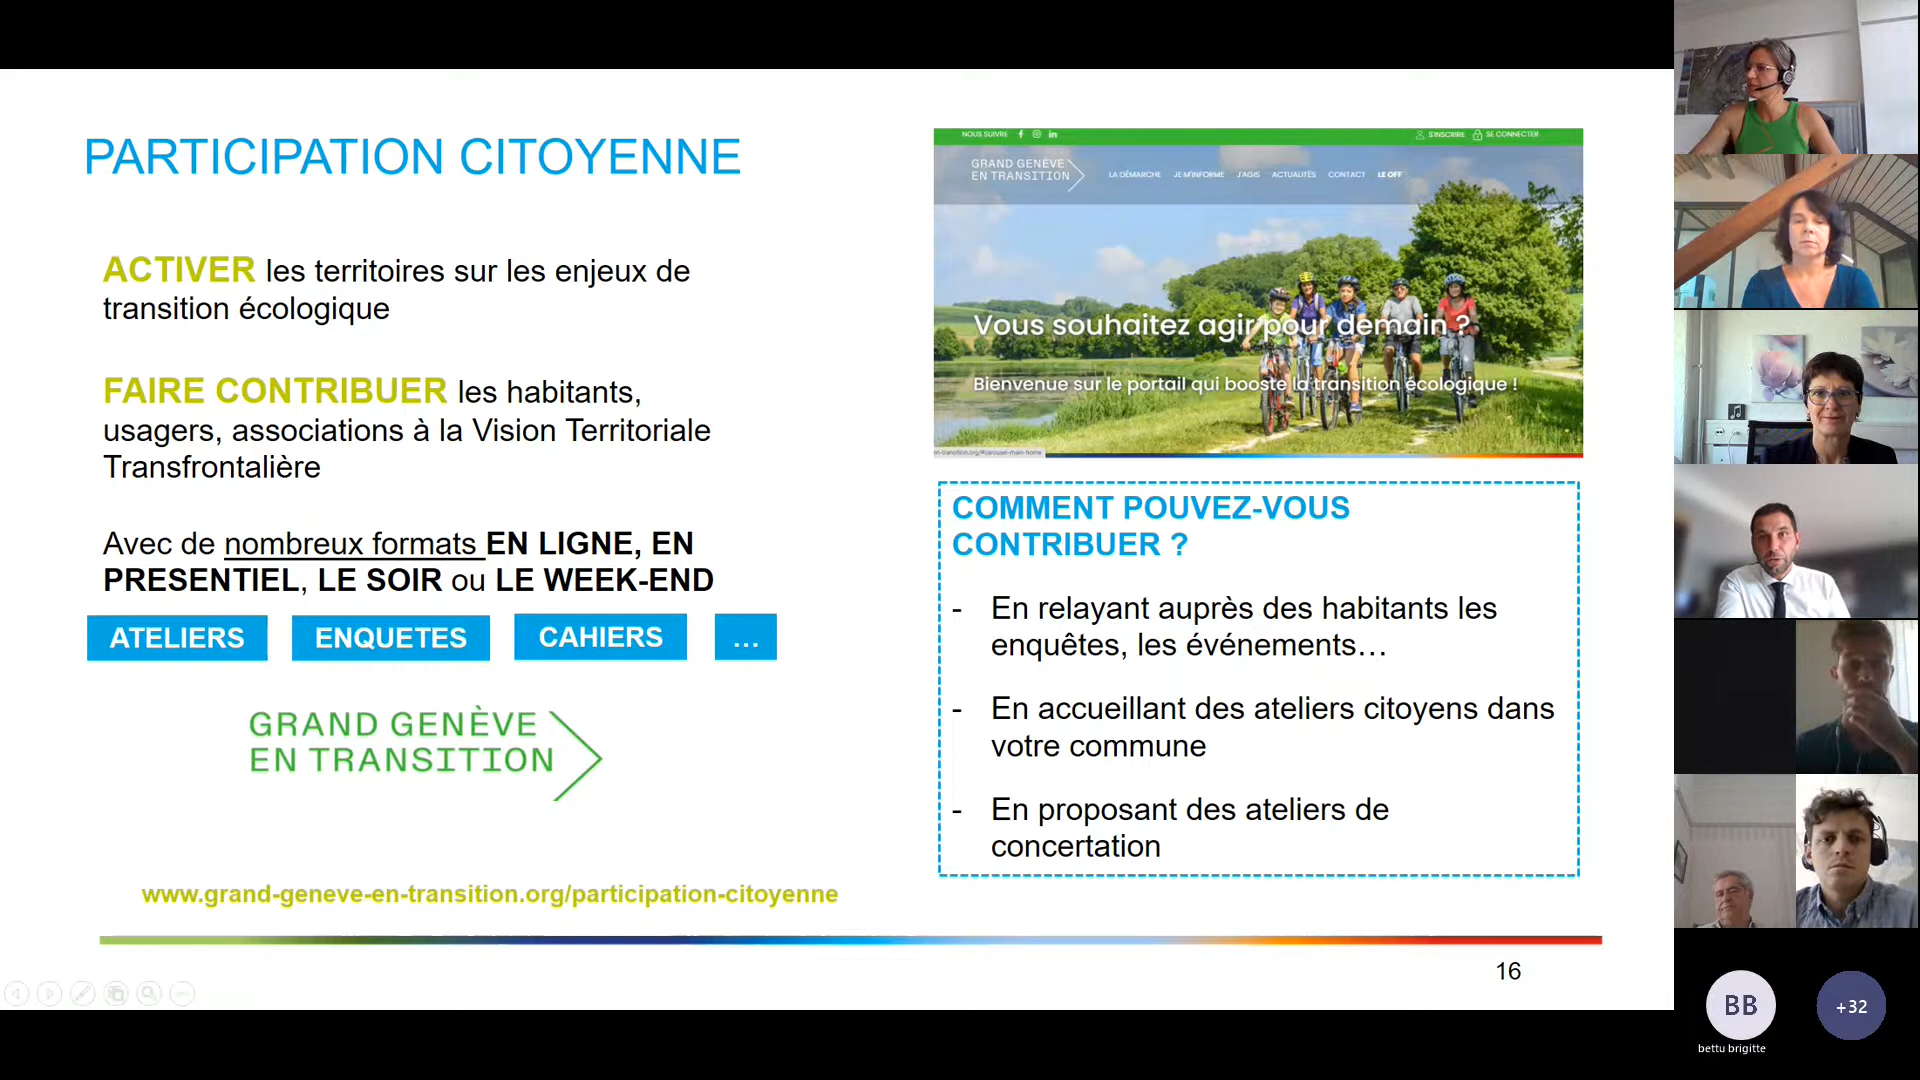 PARTICIPATION CITOYENNE
ACTIVER les territoires sur les enjeux de
transition écologique
FAIRE CONTRIBUER les habitants,
usagers, associations à la Vision Territoriale
Transfrontalière
Avec de nombreux formats EN LIGNE, EN
PRESENTIEL, LE SOIR ou LE WEEK-END
ATELIERS
ENQUETES
CAHIERS
...
GRAND GENÈVE
EN TRANSITION
www.grand-geneve-en-transition.org/participation-citoyenne
NOUS SUIVRE
S'INSCRIRE
SE CONNECTER
GRAND GENÈVE
EN TRANSITION
LA DÉMARCHE JE M'INFORME J'AGIS ACTUALITÉS CONTACT LE OFF
Vous souhaitez agir pour demain ?
Bienvenue sur le portail qui booste la transition écologique !
COMMENT POUVEZ-VOUS
CONTRIBUER ?
- En relayant auprès des habitants les
enquêtes, les événements…
- En accueillant des ateliers citoyens dans
votre commune
- En proposant des ateliers de
concertation
16
BB
+32
bettu brigitte